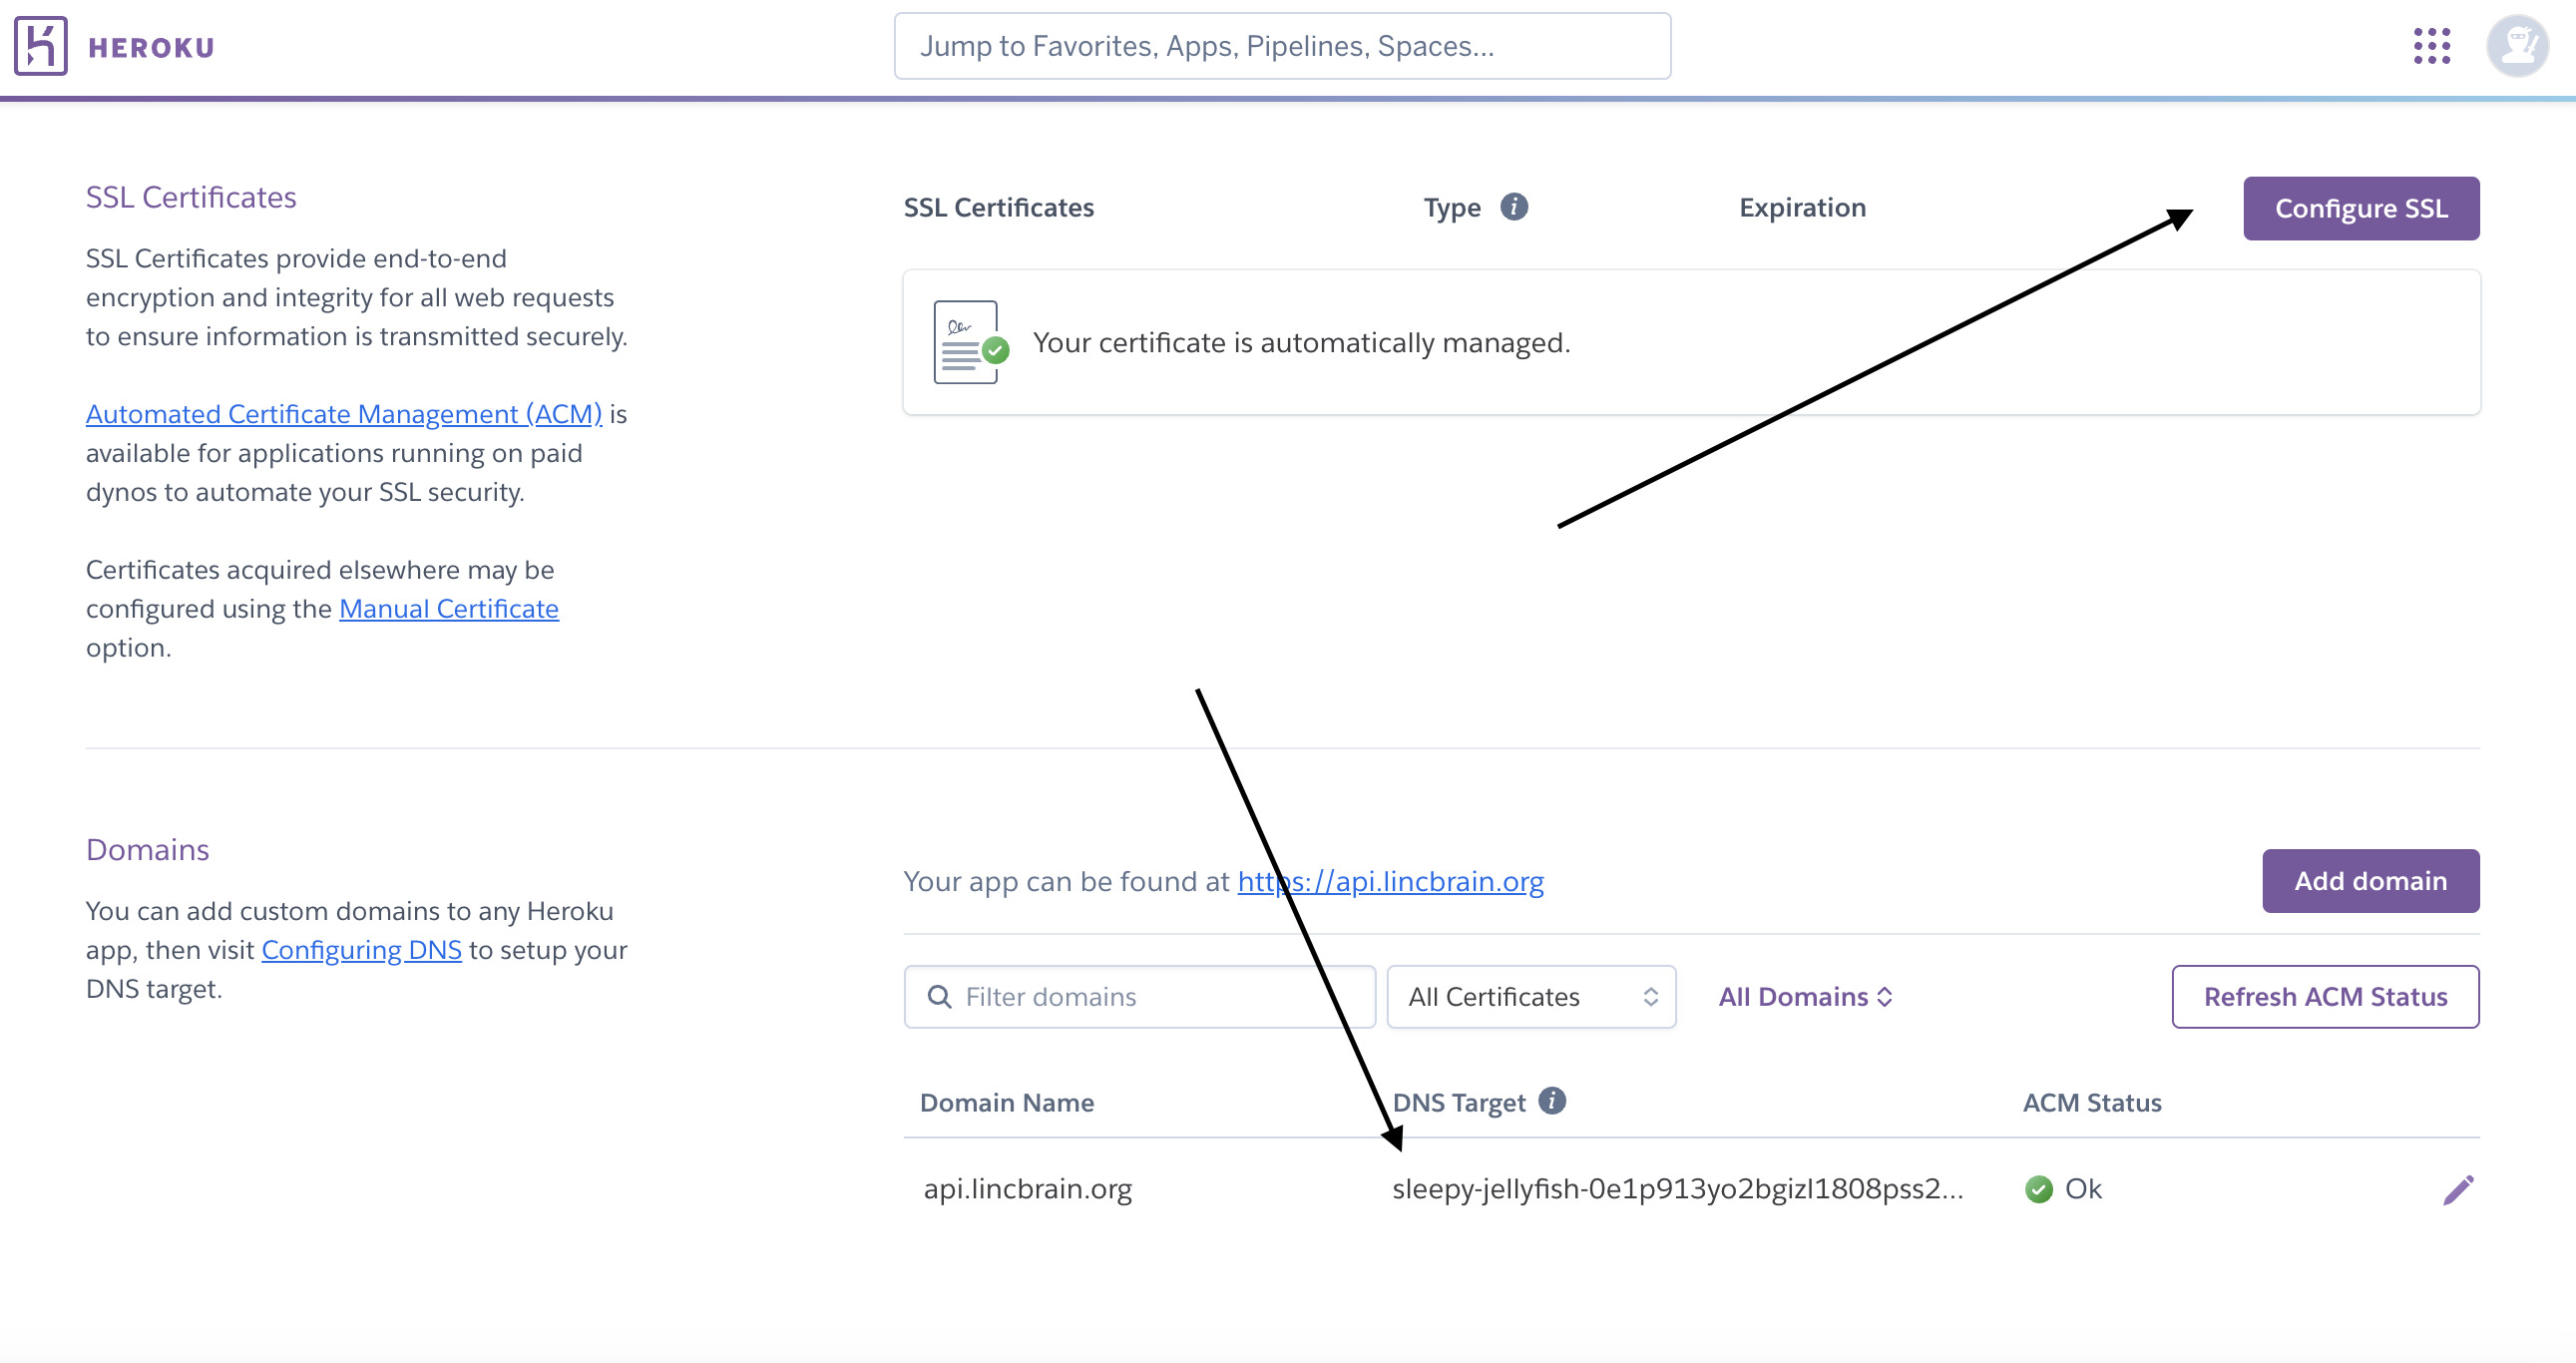 HEROKU
Jump to Favorites, Apps, Pipelines, Spaces...
SSL Certificates
SSL Certificates provide end-to-end
encryption and integrity for all web requests
to ensure information is transmitted securely.
Automated Certificate Management (ACM) is
available for applications running on paid
dynos to automate your SSL security.
Certificates acquired elsewhere may be
configured using the Manual Certificate
option.
SSL Certificates Type i Expiration Configure SSL
Your certificate is automatically managed.
Domains
You can add custom domains to any Heroku
app, then visit Configuring DNS to setup your
DNS target.
Your app can be found at https://api.lincbrain.org Add domain
Filter domains All Certificates All Domains Refresh ACM Status
Domain Name DNS Target i ACM Status
api.lincbrain.org sleepy-jellyfish-0e1p913yo2bgizl1808pss2... Ok